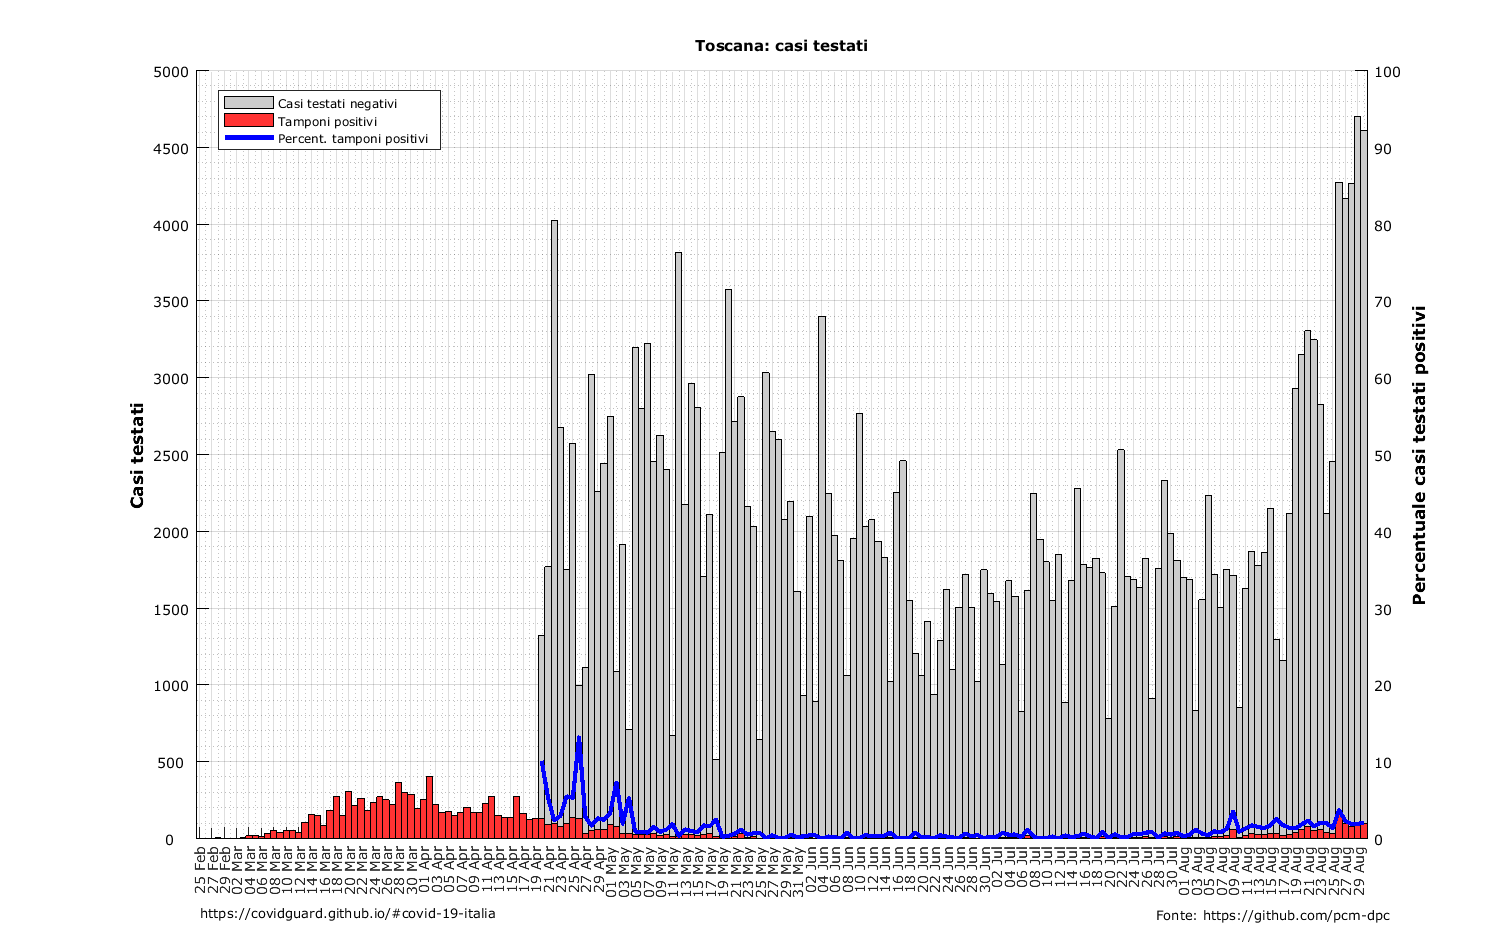 Toscana: casi testati
Casi testati negativi
Tamponi positivi
Percent. tamponi positivi
Casi testati
5000
4500
4000
3500
3000
2500
2000
1500
1000
500
0
100
90
80
70
60
50
40
30
20
10
0
Percentuale casi testati positivi
25 Feb
27 Feb
29 Feb
02 Mar
04 Mar
06 Mar
08 Mar
10 Mar
12 Mar
14 Mar
16 Mar
18 Mar
20 Mar
22 Mar
24 Mar
26 Mar
28 Mar
30 Mar
01 Apr
03 Apr
05 Apr
07 Apr
09 Apr
11 Apr
13 Apr
15 Apr
17 Apr
19 Apr
21 Apr
23 Apr
25 Apr
27 Apr
29 Apr
01 May
03 May
05 May
07 May
09 May
11 May
13 May
15 May
17 May
19 May
21 May
23 May
25 May
27 May
29 May
31 May
02 Jun
04 Jun
06 Jun
08 Jun
10 Jun
12 Jun
14 Jun
16 Jun
18 Jun
20 Jun
22 Jun
24 Jun
26 Jun
28 Jun
30 Jun
02 Jul
04 Jul
06 Jul
08 Jul
10 Jul
12 Jul
14 Jul
16 Jul
18 Jul
20 Jul
22 Jul
24 Jul
26 Jul
28 Jul
30 Jul
01 Aug
03 Aug
05 Aug
07 Aug
09 Aug
11 Aug
13 Aug
15 Aug
17 Aug
19 Aug
21 Aug
23 Aug
25 Aug
27 Aug
29 Aug
https://covidguard.github.io/#covid-19-italia
Fonte: https://github.com/pcm-dpc